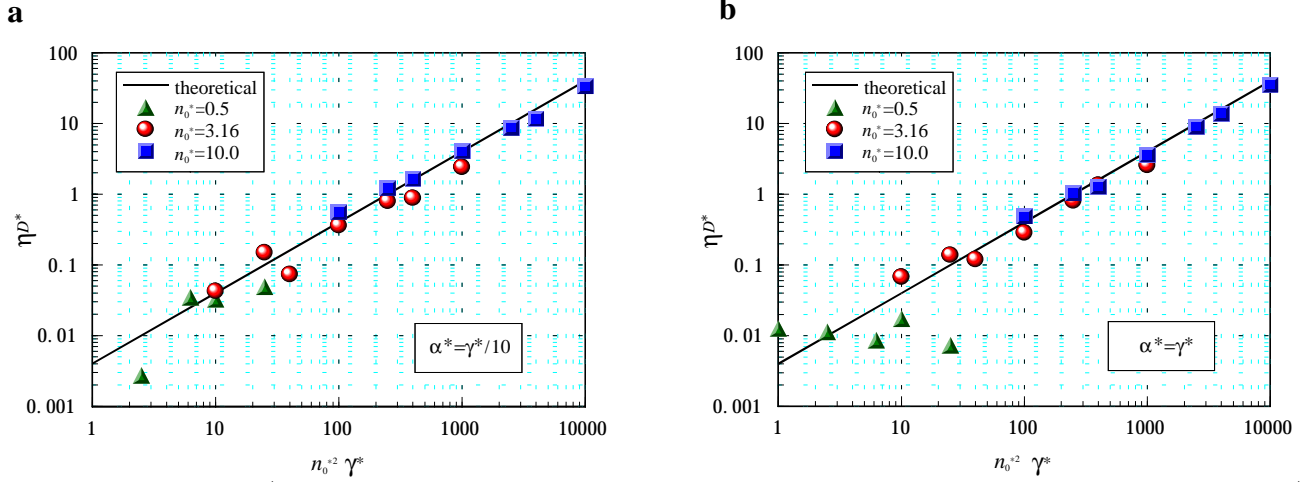 a
100
10
1
0.1
0.01
0.001
ηD*
theoretical
n0*=0.5
n0*=3.16
n0*=10.0
α*=γ*/10
1 10 100 1000 10000
n0*2 γ*
b
100
10
1
0.1
0.01
0.001
ηD*
theoretical
n0*=0.5
n0*=3.16
n0*=10.0
α*=γ*
1 10 100 1000 10000
n0*2 γ*